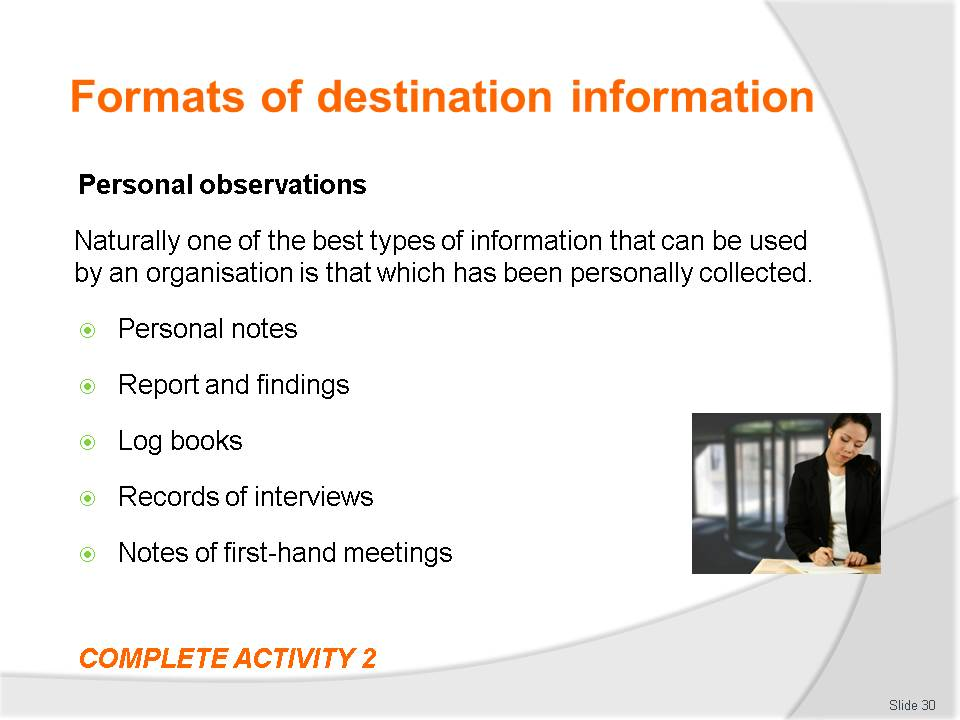 Formats of destination information
Personal observations
Naturally one of the best types of information that can be used
by an organisation is that which has been personally collected.
Personal notes
Report and findings
Log books
Records of interviews
Notes of first-hand meetings
COMPLETE ACTIVITY 2
Slide 30